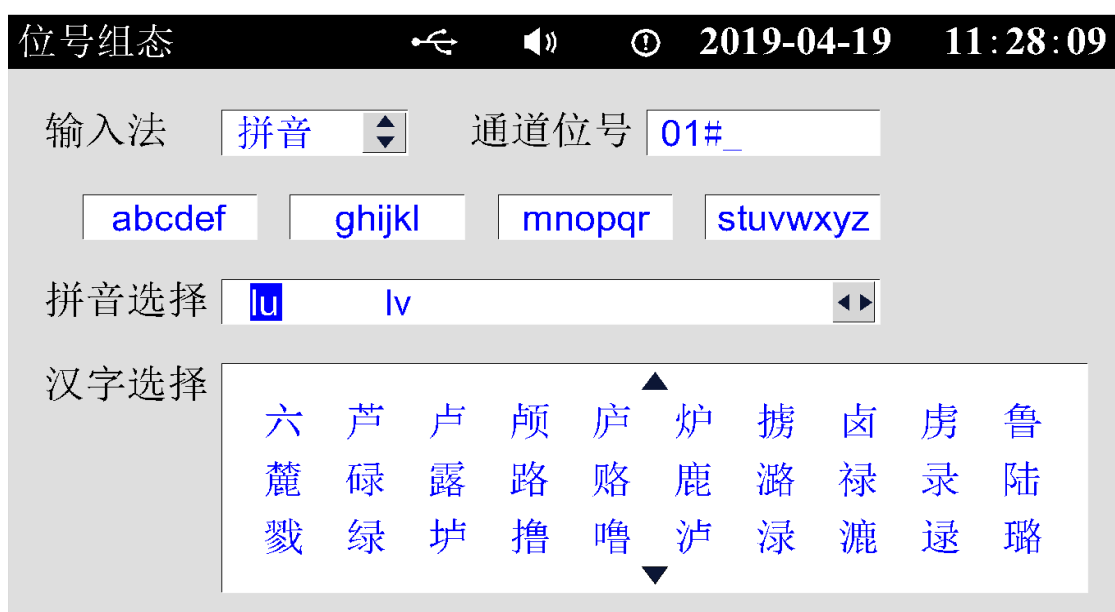 位号组态 2019-04-19 11:28:09
输入法 拼音 通道位号 01#_
abcdef ghijkl mnopqr stuvwxyz
拼音选择 lu lv
汉字选择
六 芦 卢 颅 庐 炉 掳 卤 虏 鲁
麓 碌 露 路 赂 鹿 潞 禄 录 陆
戮 绿 垆 撸 噜 泸 渌 漉 逯 璐